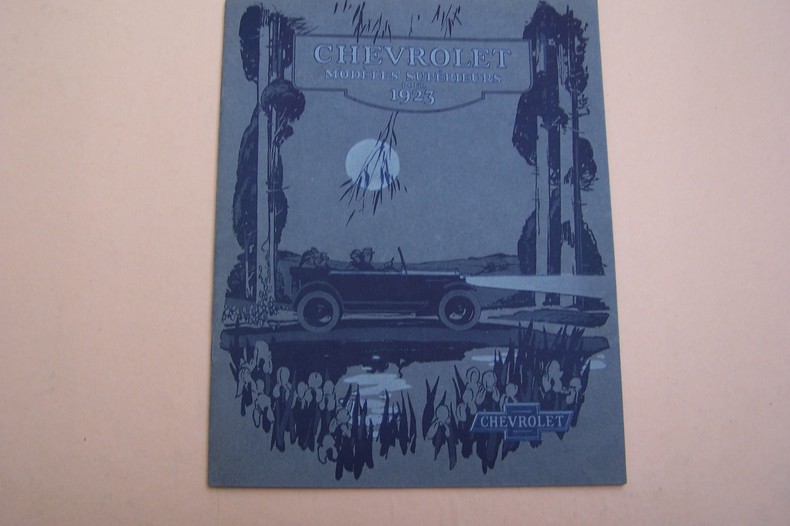 CHEVROLET
MODÈLES SUPÉRIEURS
1923
CHEVROLET